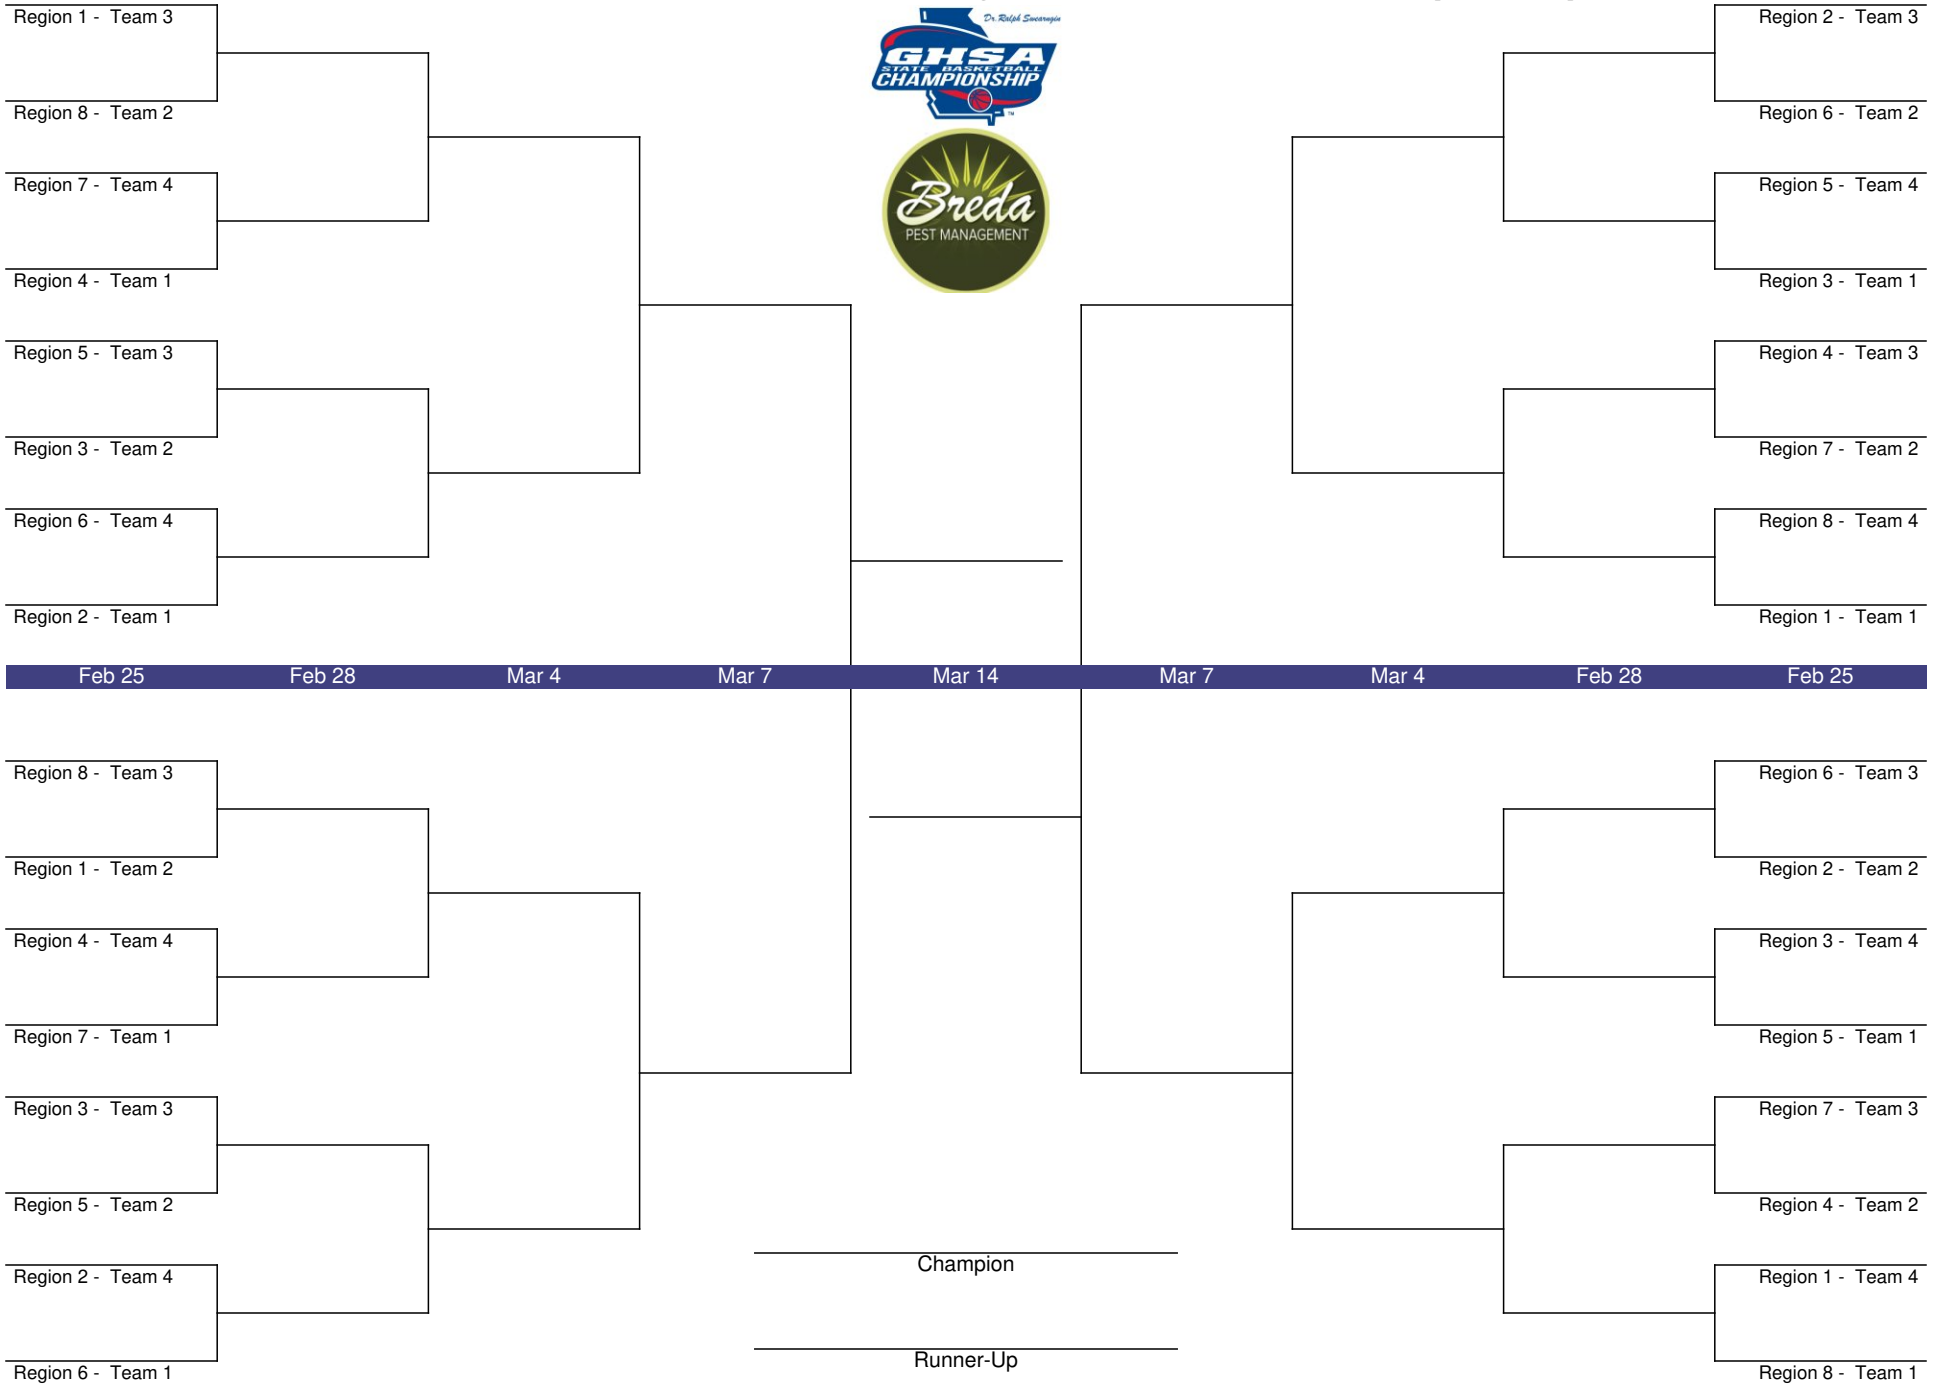 Region 1 - Team 3
Region 8 - Team 2
Region 7 - Team 4
Region 4 - Team 1
Region 5 - Team 3
Region 3 - Team 2
Region 6 - Team 4
Region 2 - Team 1
Dr. Ralph Swearngin
GHSA
STATE BASKETBALL
CHAMPIONSHIP
TM
Breda
PEST MANAGEMENT
Region 2 - Team 3
Region 6 - Team 2
Region 5 - Team 4
Region 3 - Team 1
Region 4 - Team 3
Region 7 - Team 2
Region 8 - Team 4
Region 1 - Team 1
Feb 25 Feb 28 Mar 4 Mar 7 Mar 14 Mar 7 Mar 4 Feb 28 Feb 25
Region 8 - Team 3
Region 1 - Team 2
Region 4 - Team 4
Region 7 - Team 1
Region 3 - Team 3
Region 5 - Team 2
Region 2 - Team 4
Region 6 - Team 1
Champion
Runner-Up
Region 6 - Team 3
Region 2 - Team 2
Region 3 - Team 4
Region 5 - Team 1
Region 7 - Team 3
Region 4 - Team 2
Region 1 - Team 4
Region 8 - Team 1